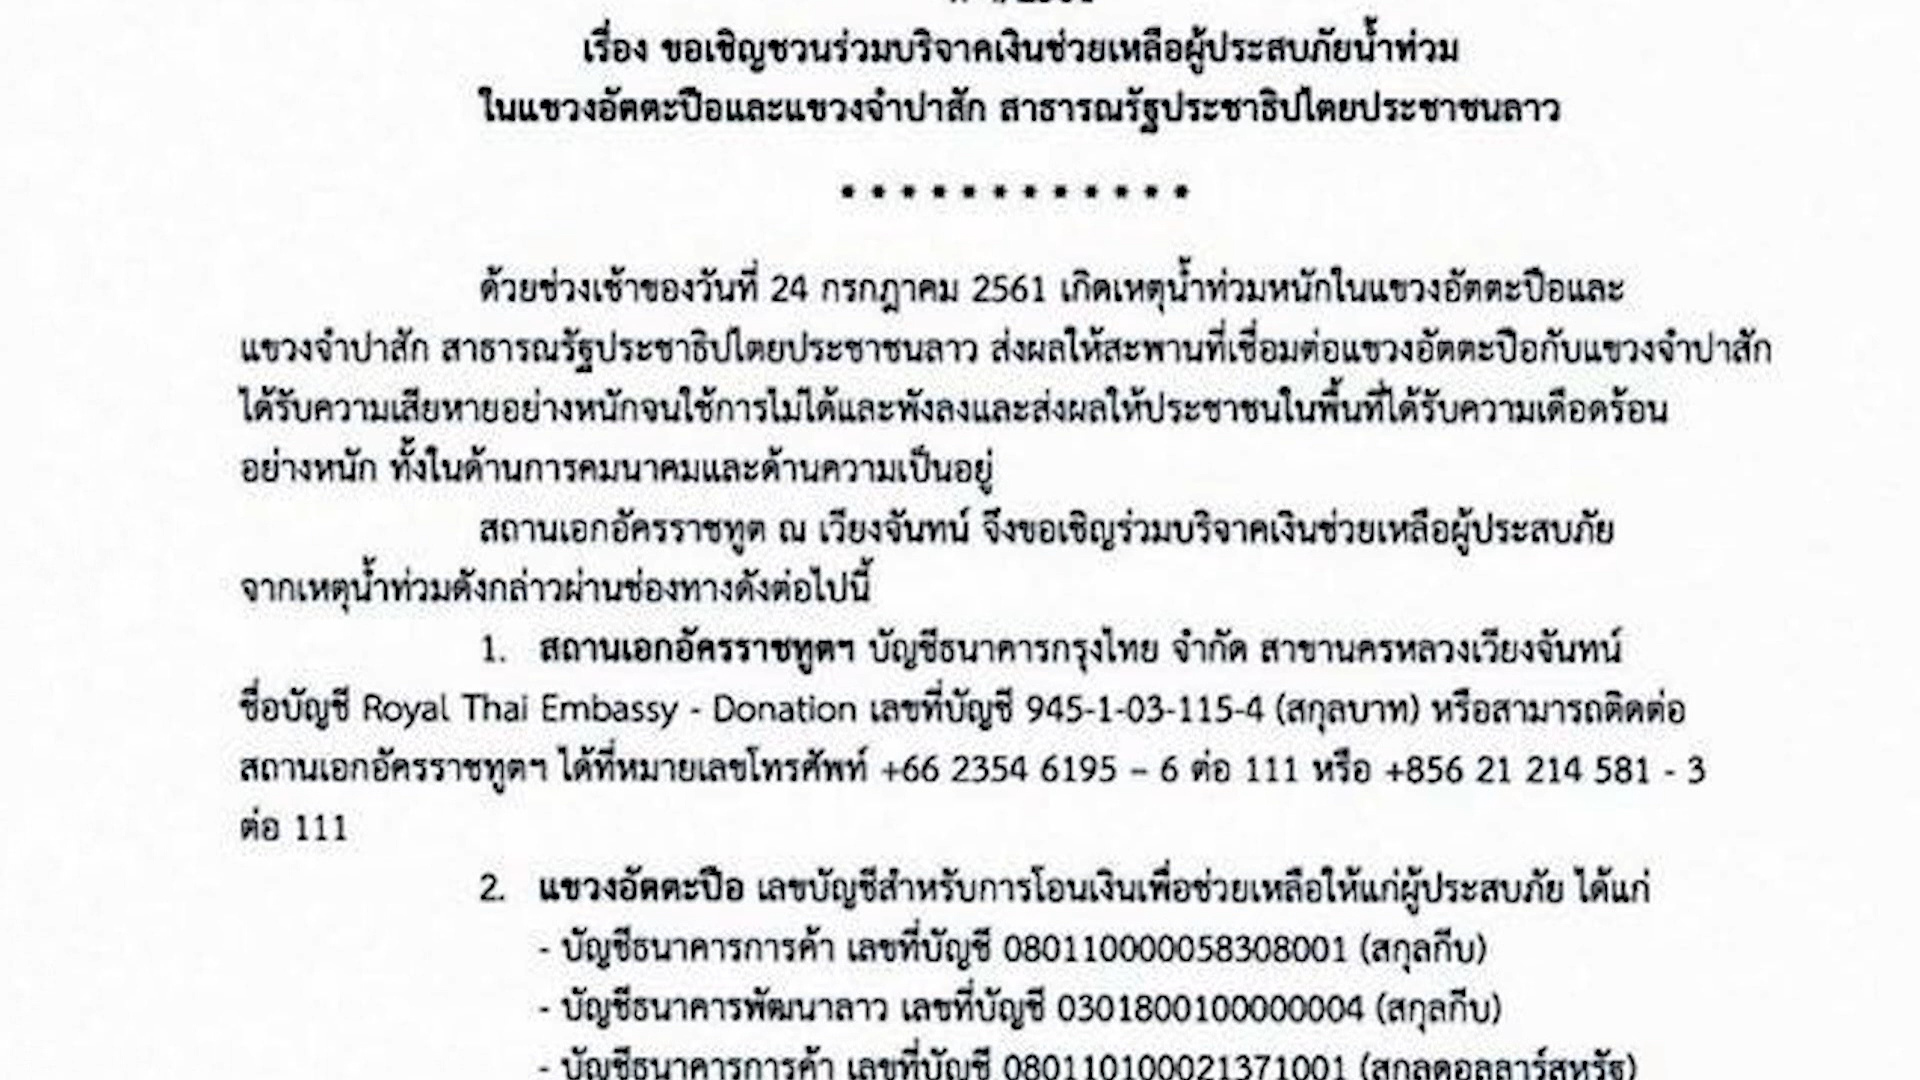 เรื่อง ขอเชิญชวนร่วมบริจาคเงินช่วยเหลือผู้ประสบภัยน้ำท่วม
ในแขวงอัตตะปือและแขวงจำปาสัก สาธารณรัฐประชาธิปไตยประชาชนลาว
ด้วยช่วงเช้าของวันที่ 24 กรกฎาคม 2561 เกิดเหตุน้ำท่วมหนักในแขวงอัตตะปือและ
แขวงจำปาสัก สาธารณรัฐประชาธิปไตยประชาชนลาว ส่งผลให้สะพานที่เชื่อมต่อแขวงอัตตะปือกับแขวงจำปาสัก
ได้รับความเสียหายอย่างหนักจนใช้การไม่ได้และพังลงและส่งผลให้ประชาชนในพื้นที่ได้รับความเดือดร้อน
อย่างหนัก ทั้งในด้านการคมนาคมและด้านความเป็นอยู่
สถานเอกอัครราชทูต ณ เวียงจันทน์ จึงขอเชิญร่วมบริจาคเงินช่วยเหลือผู้ประสบภัย
จากเหตุน้ำท่วมดังกล่าวผ่านช่องทางดังต่อไปนี้
1. สถานเอกอัครราชทูตฯ บัญชีธนาคารกรุงไทย จำกัด สาขานครหลวงเวียงจันทน์
ชื่อบัญชี Royal Thai Embassy - Donation เลขที่บัญชี 945-1-03-115-4 (สกุลบาท) หรือสามารถติดต่อ
สถานเอกอัครราชทูตฯ ได้ที่หมายเลขโทรศัพท์ +66 2354 6195 – 6 ต่อ 111 หรือ +856 21 214 581 - 3
ต่อ 111
2. แขวงอัตตะปือ เลขบัญชีสำหรับการโอนเงินเพื่อช่วยเหลือให้แก่ผู้ประสบภัย ได้แก่
- บัญชีธนาคารการค้า เลขที่บัญชี 080110000058308001 (สกุลกีบ)
- บัญชีธนาคารพัฒนาลาว เลขที่บัญชี 0301800100000004 (สกุลกีบ)
- บัญชีธนาคารการค้า เลขที่บัญชี 080110100021371001 (สกุลดอลลาร์สหรัฐ)